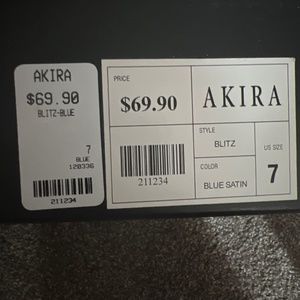 AKIRA
$69.90
BLITZ-BLUE
7
BLUE
120336
211234
PRICE
$69.90
AKIRA
211234
STYLE
BLITZ
COLOR
BLUE SATIN
US SIZE
7